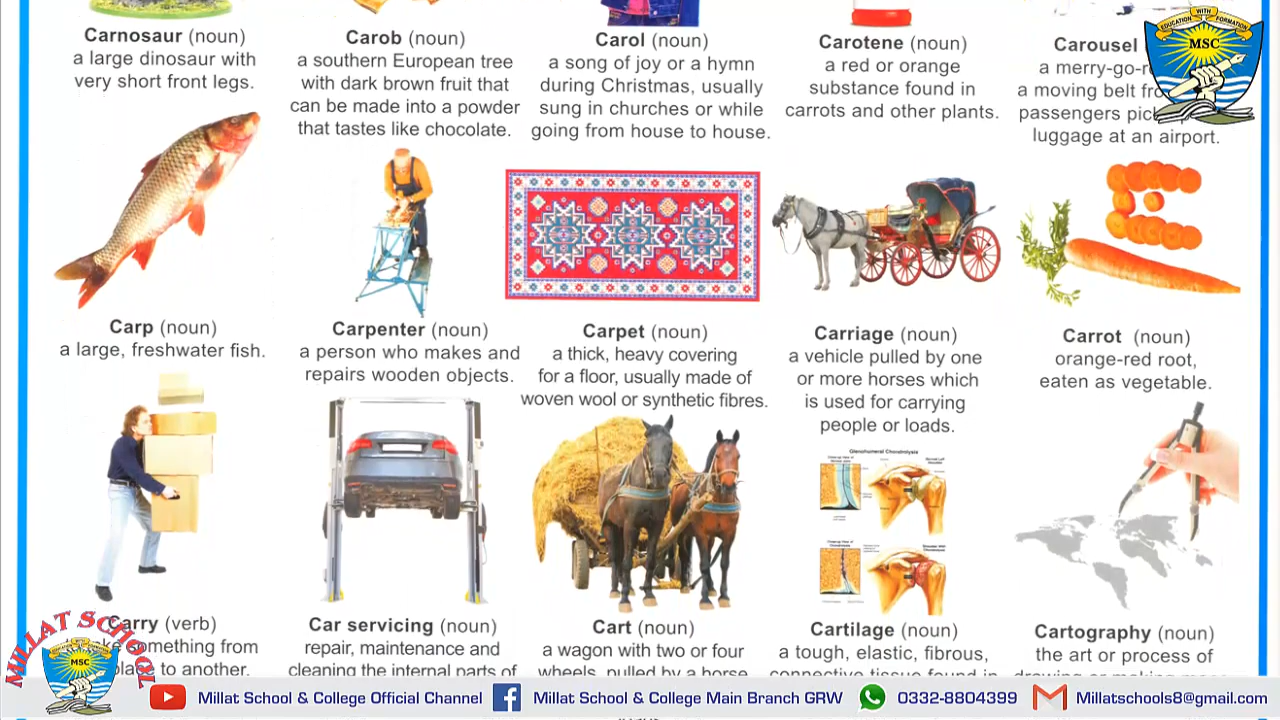 Carnosaur (noun)
a large dinosaur with
very short front legs.
Carob (noun)
a southern European tree
with dark brown fruit that
can be made into a powder
that tastes like chocolate.
Carol (noun)
a song of joy or a hymn
during Christmas, usually
sung in churches or while
going from house to house.
Carotene (noun)
a red or orange
substance found in
carrots and other plants.
Carousel
a merry-go-
a moving belt
passengers
luggage at an airport.
EDUCATION WITH FORMATION
MSC
Carp (noun)
a large, freshwater fish.
Carpenter (noun)
a person who makes and
repairs wooden objects.
Carpet (noun)
a thick, heavy covering
for a floor, usually made of
woven wool or synthetic fibres.
Carriage (noun)
a vehicle pulled by one
or more horses which
is used for carrying
people or loads.
Carrot (noun)
orange-red root,
eaten as vegetable.
Glenohumeral Chondrolysis
Carry (verb)
something from
place to another.
Car servicing (noun)
repair, maintenance and
cleaning the internal parts of
Cart (noun)
a wagon with two or four
wheels, pulled by a horse
Cartilage (noun)
a tough, elastic, fibrous,
connective tissue found in
Cartography (noun)
the art or process of
drawing or making maps
MILLAT SCHOOL
MSC
Millat School & College Official Channel
Millat School & College Main Branch GRW
0332-8804399
Millatschools8@gmail.com